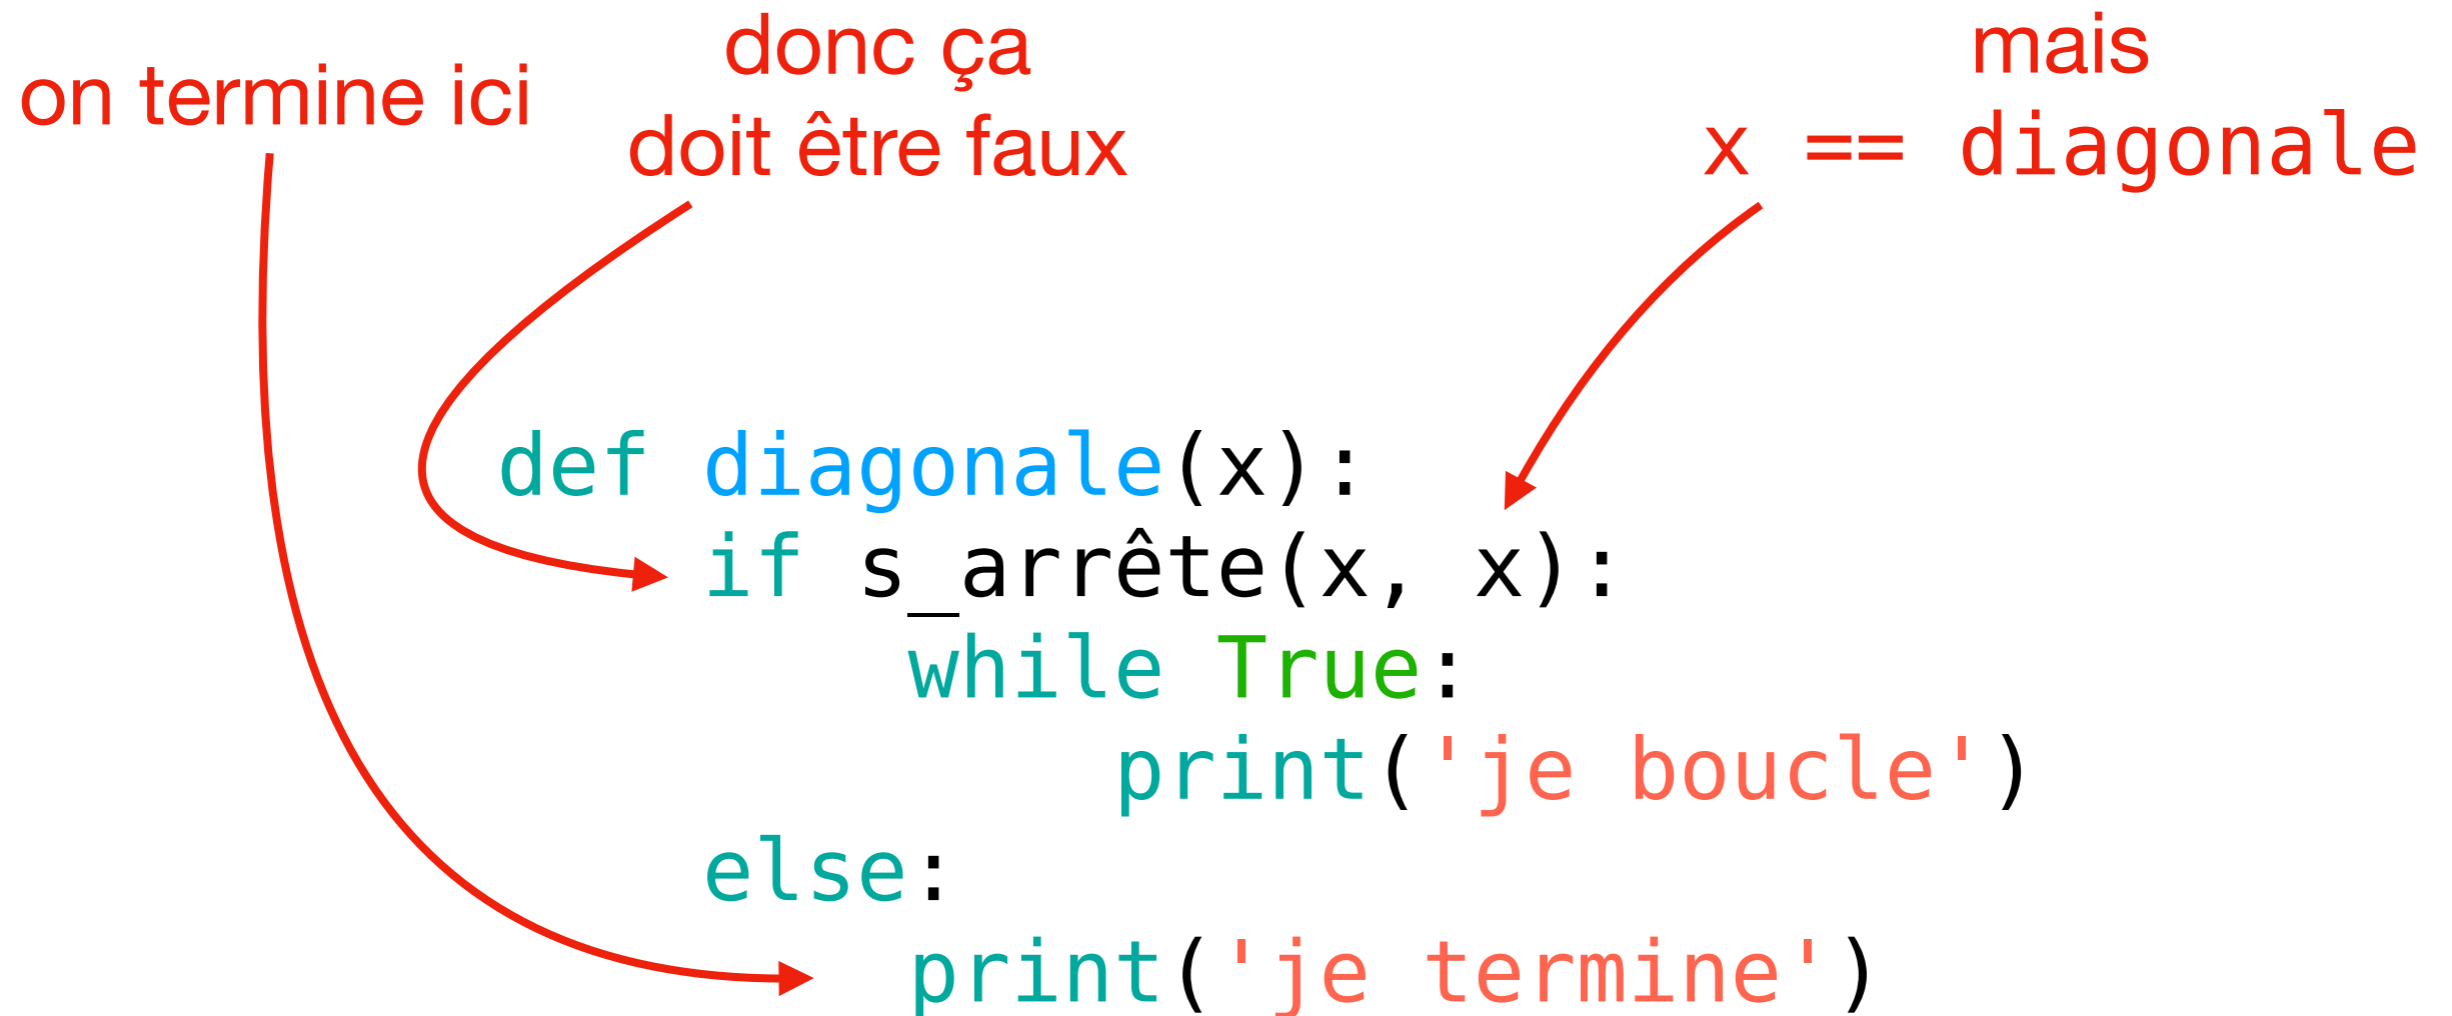 on termine ici
donc ça
doit être faux
mais
x == diagonale
def diagonale(x):
if s_arrête(x, x):
while True:
print('je boucle')
else:
print('je termine')